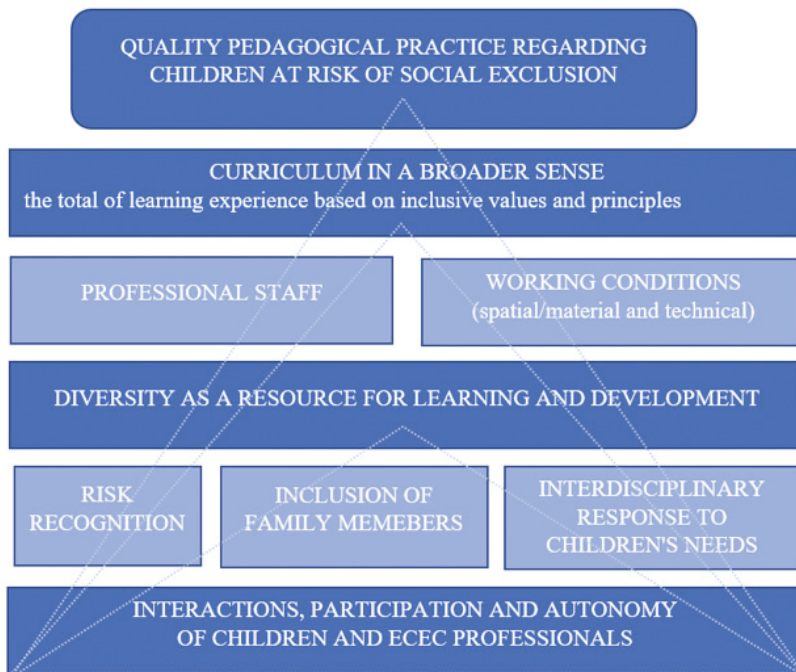 QUALITY PEDAGOGICAL PRACTICE REGARDING
CHILDREN AT RISK OF SOCIAL EXCLUSION
CURRICULUM IN A BROADER SENSE
the total of learning experience based on inclusive values and principles
PROFESSIONAL STAFF
WORKING CONDITIONS
(spatial/material and technical)
DIVERSITY AS A RESOURCE FOR LEARNING AND DEVELOPMENT
RISK
RECOGNITION
INCLUSION OF
FAMILY MEMEBERS
INTERDISCIPLINARY
RESPONSE TO
CHILDREN'S NEEDS
INTERACTIONS, PARTICIPATION AND AUTONOMY
OF CHILDREN AND ECEC PROFESSIONALS